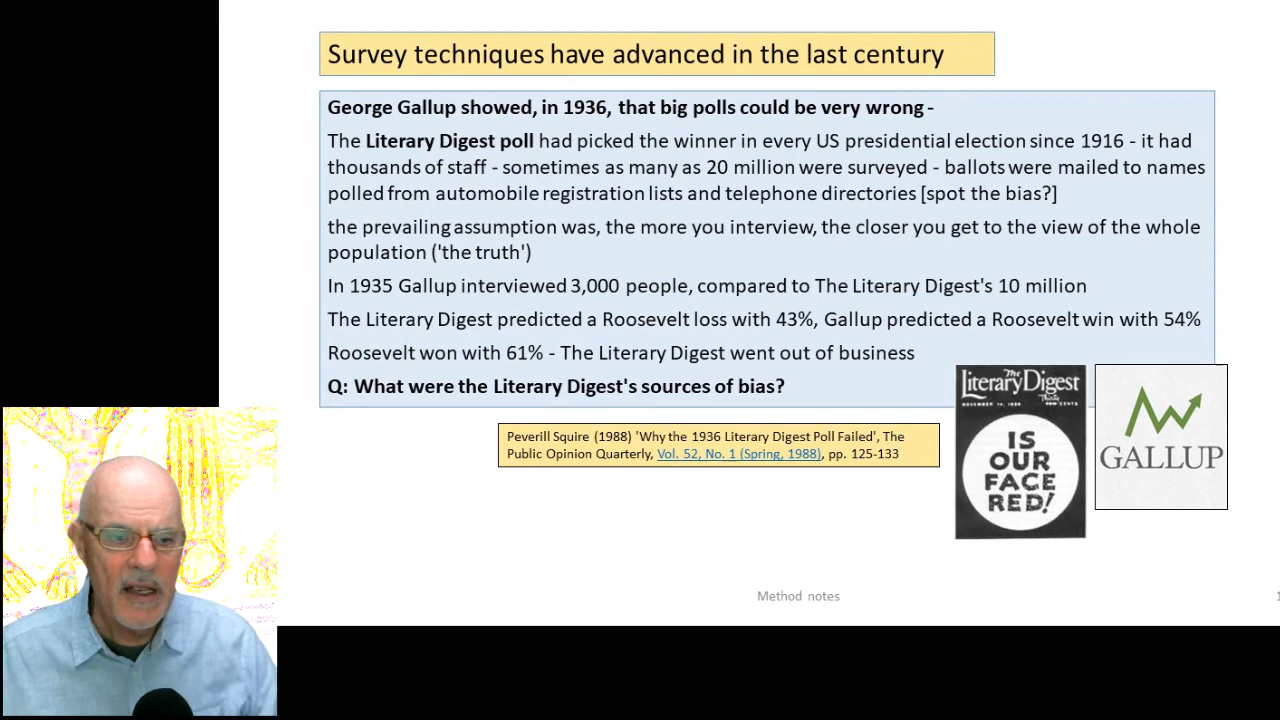 Survey techniques have advanced in the last century
George Gallup showed, in 1936, that big polls could be very wrong -
The Literary Digest poll had picked the winner in every US presidential election since 1916 - it had
thousands of staff - sometimes as many as 20 million were surveyed - ballots were mailed to names
polled from automobile registration lists and telephone directories [spot the bias?]
the prevailing assumption was, the more you interview, the closer you get to the view of the whole
population ('the truth')
In 1935 Gallup interviewed 3,000 people, compared to The Literary Digest's 10 million
The Literary Digest predicted a Roosevelt loss with 43%, Gallup predicted a Roosevelt win with 54%
Roosevelt won with 61% - The Literary Digest went out of business
Q: What were the Literary Digest's sources of bias?
Peverill Squire (1988) 'Why the 1936 Literary Digest Poll Failed', The
Public Opinion Quarterly, Vol. 52, No. 1 (Spring, 1988), pp. 125-133
The
Literary Digest
IS
OUR
FACE
RED!
GALLUP
Method notes
1